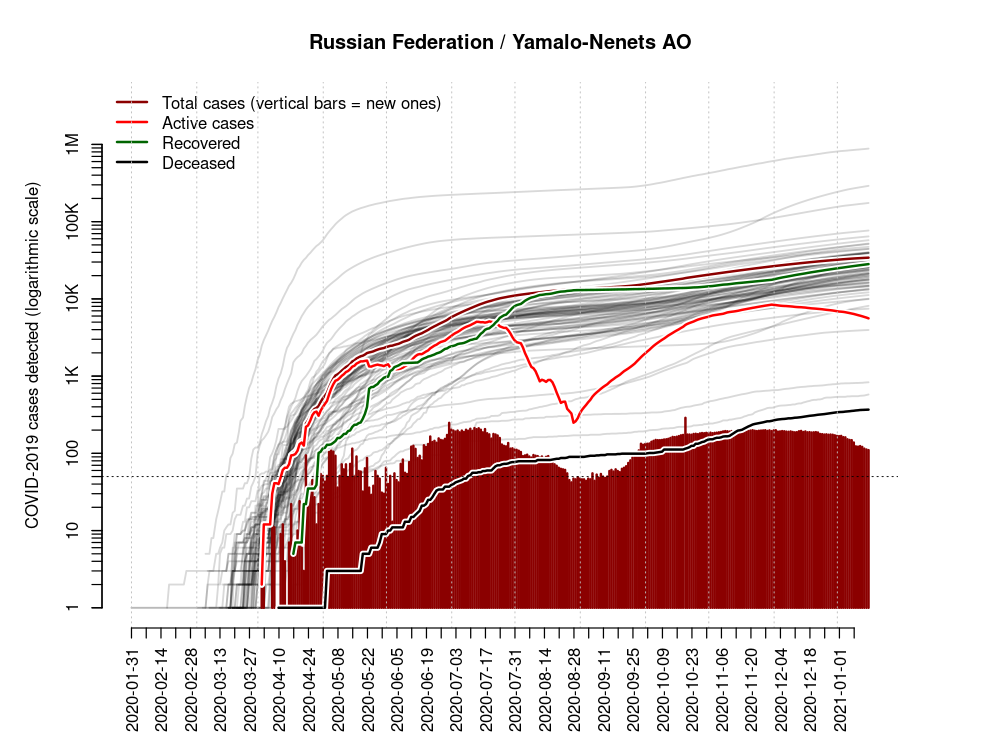 Russian Federation / Yamalo-Nenets AO
Total cases (vertical bars = new ones)
Active cases
Recovered
Deceased
COVID-2019 cases detected (logarithmic scale)
1M
100K
10K
1K
100
10
1
2020-01-31
2020-02-14
2020-02-28
2020-03-13
2020-03-27
2020-04-10
2020-04-24
2020-05-08
2020-05-22
2020-06-05
2020-06-19
2020-07-03
2020-07-17
2020-07-31
2020-08-14
2020-08-28
2020-09-11
2020-09-25
2020-10-09
2020-10-23
2020-11-06
2020-11-20
2020-12-04
2020-12-18
2021-01-01